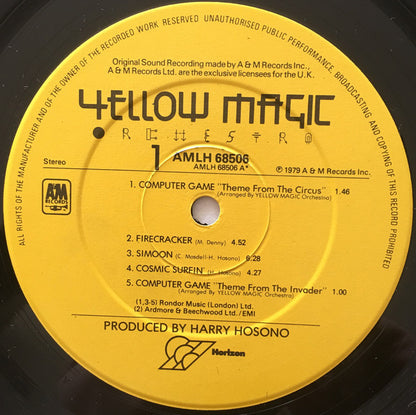 ALL RIGHTS OF THE MANUFACTURER AND OF THE OWNER OF THE RECORDED WORK RESERVED UNAUTHORISED PUBLIC PERFORMANCE, BROADCASTING AND COPYING OF THIS RECORD PROHIBITED
Original Sound Recording made by A & M Records Inc.,
A & M Records Ltd. are the exclusive licensees for the U.K.
YELLOW MAGIC
ORCHESTRA
1 AMLH 68506
AMLH 68506 A*
Stereo
℗ 1979 A & M Records Inc.
A&M
RECORDS
1. COMPUTER GAME "Theme From The Circus" 1.46
(Arranged By YELLOW MAGIC Orchestra)
2. FIRECRACKER (M. Denny) 4.52
3. SIMOON (C. Mosdell-H. Hosono) 6.28
4. COSMIC SURFIN' (H. Hosono) 4.27
5. COMPUTER GAME "Theme From The Invader" 1.00
(Arranged By YELLOW MAGIC Orchestra)
(1,3-5) Rondor Music (London) Ltd.
2) Ardmore & Beechwood Ltd./EMI
PRODUCED BY HARRY HOSONO
Horizon